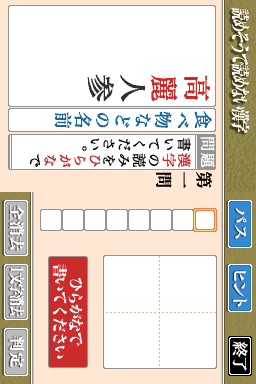 読めそうで読めない漢字
高麗人参
食べ物などの名前
問題
漢字の読みをひらがなで
書いてください。
第一問
パス
ヒント
終了
ひらがなで
書いてください
全消去
1文字消去
判定